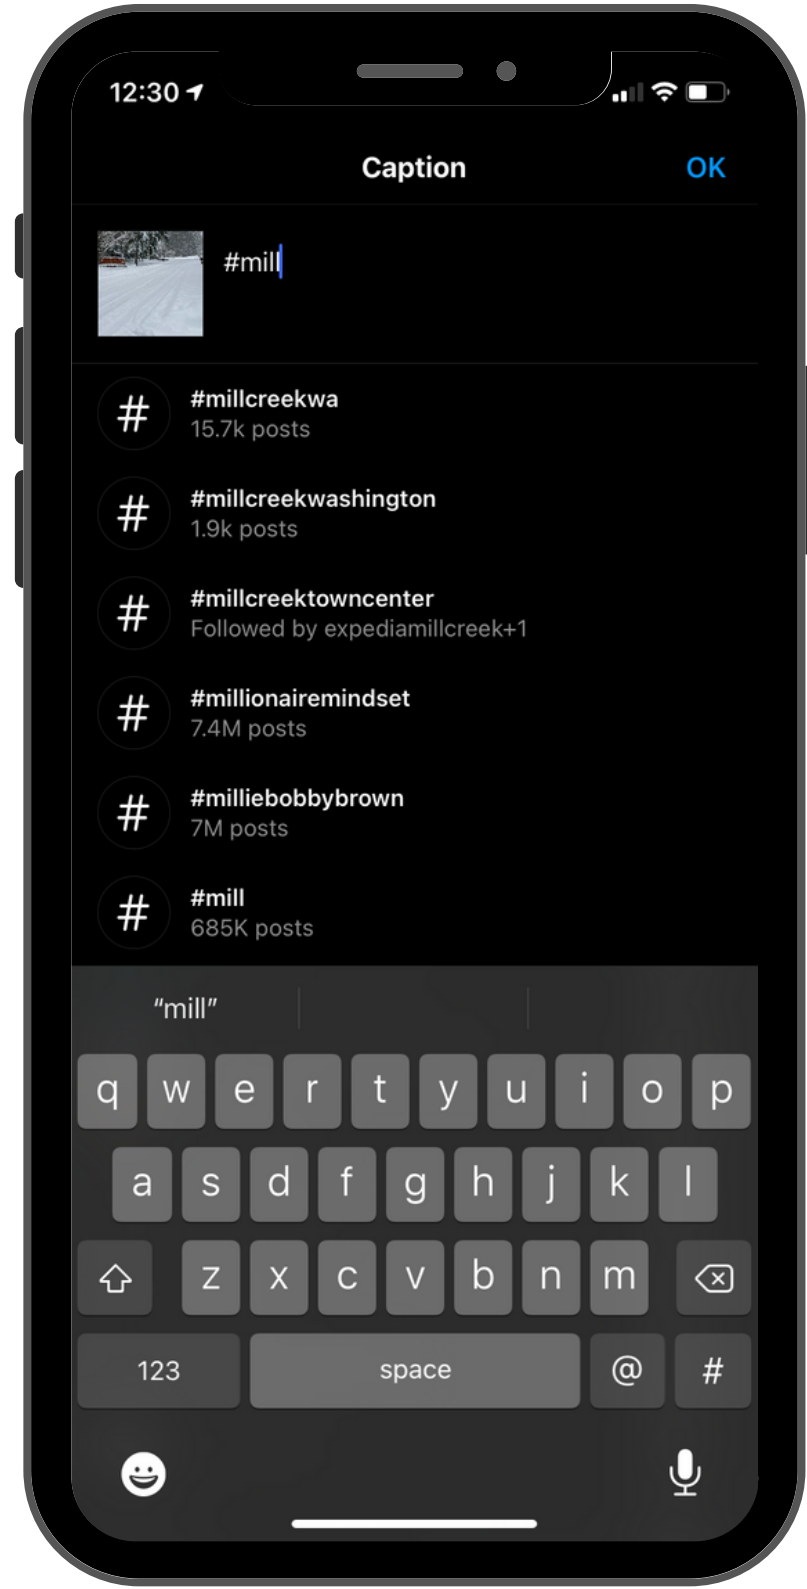 12:30
Caption
OK
#mill
#millcreekwa
15.7k posts
#millcreekwashington
1.9k posts
#millcreektowncenter
Followed by expediamillcreek+1
#millionairemindset
7.4M posts
#milliebobbybrown
7M posts
#mill
685K posts
“mill”
q w e r t y u i o p
a s d f g h j k l
z x c v b n m
123 space @ #